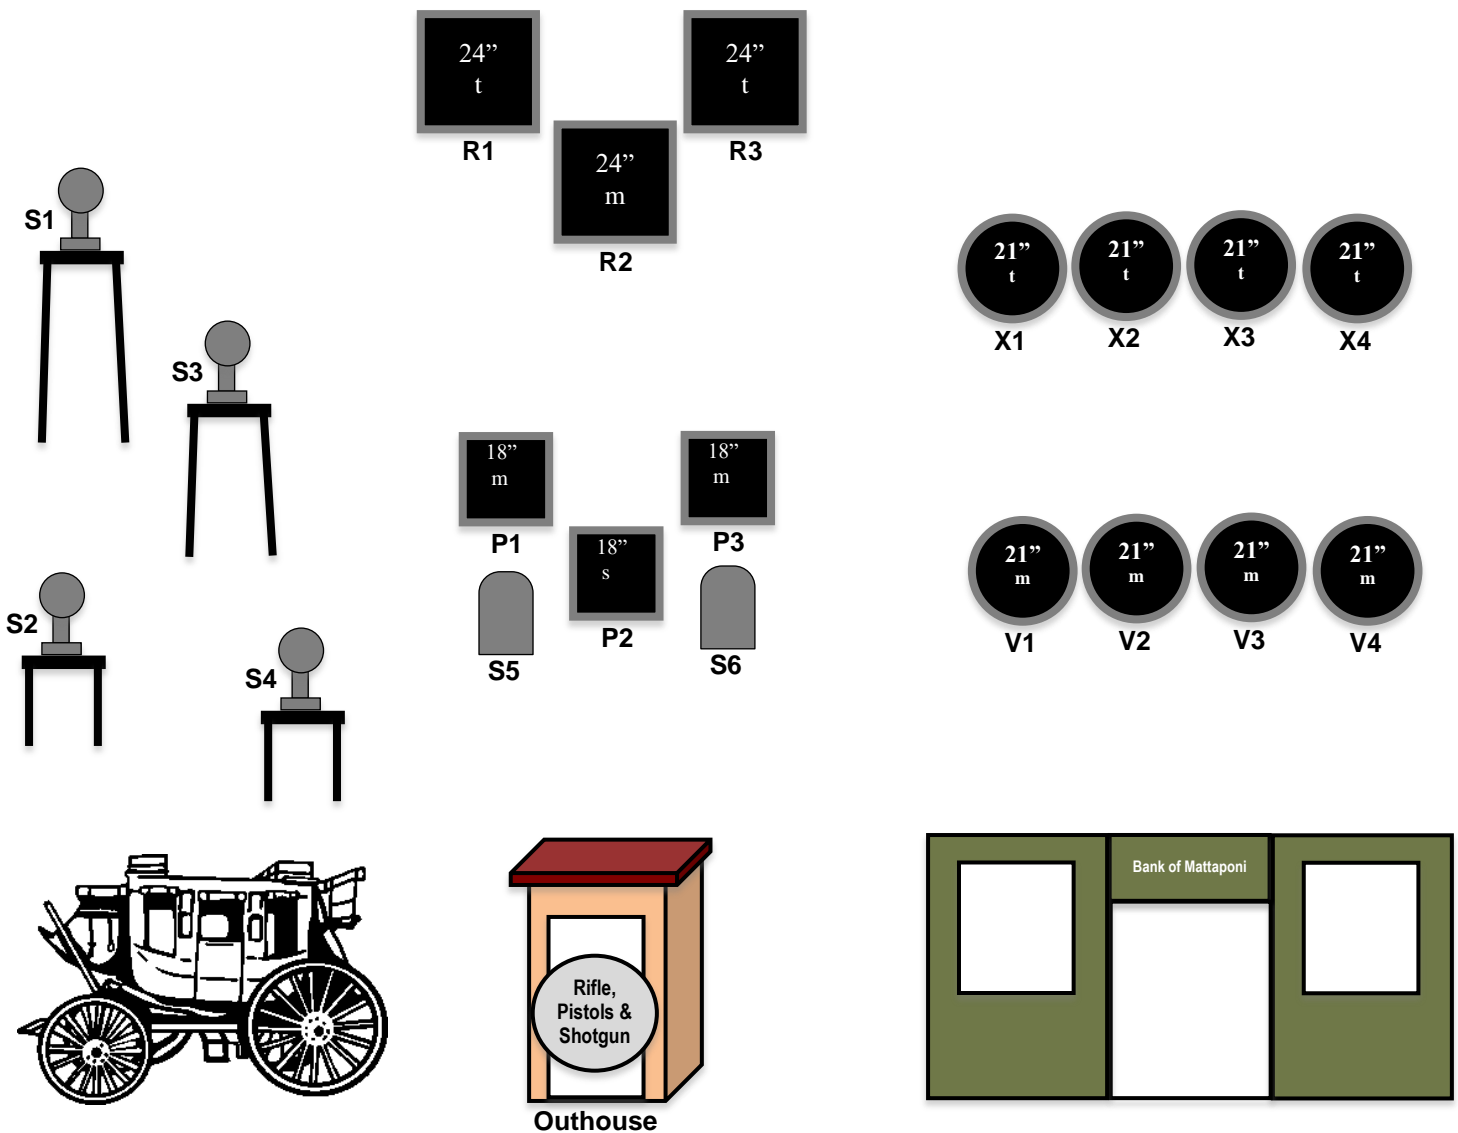 24”
t
R1
24”
t
R3
24”
m
R2
S1
S3
S2
S4
18”
m
P1
18”
m
P3
18”
s
P2
S5
S6
21”
t
X1
21”
t
X2
21”
t
X3
21”
t
X4
21”
m
V1
21”
m
V2
21”
m
V3
21”
m
V4
Rifle,
Pistols &
Shotgun
Outhouse
Bank of Mattaponi